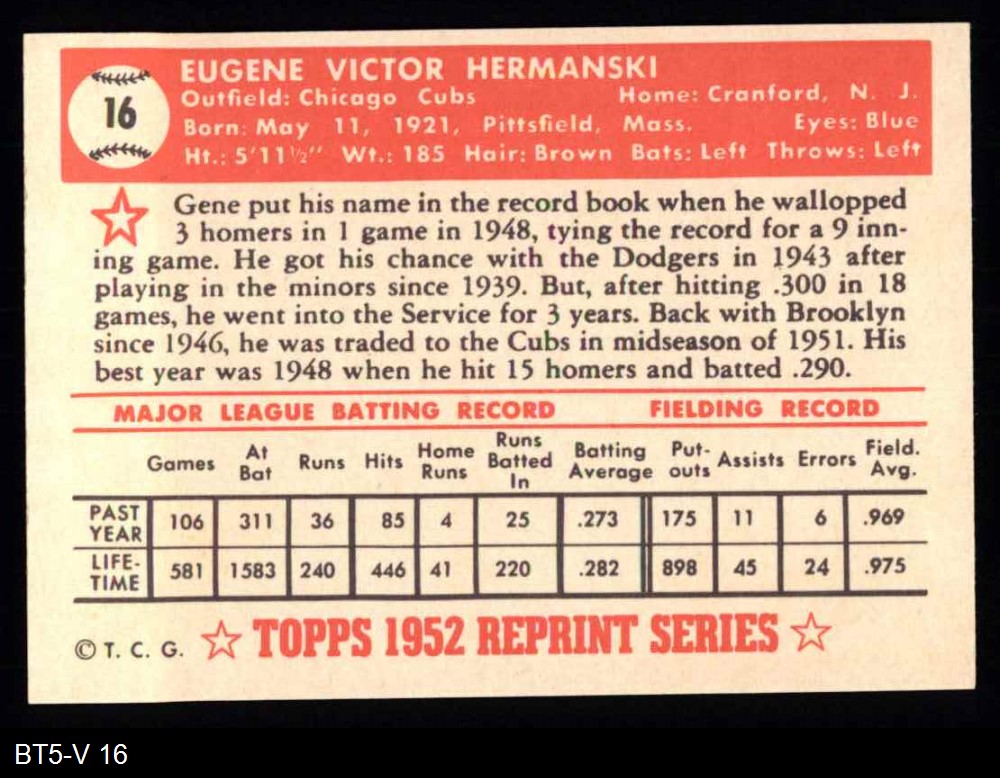 16
EUGENE VICTOR HERMANSKI
Outfield: Chicago Cubs Home: Cranford, N. J.
Born: May 11, 1921, Pittsfield, Mass. Eyes: Blue
Ht.: 5'11½" Wt.: 185 Hair: Brown Bats: Left Throws: Left
Gene put his name in the record book when he walloped
3 homers in 1 game in 1948, tying the record for a 9 inn-
ing game. He got his chance with the Dodgers in 1943 after
playing in the minors since 1939. But, after hitting .300 in 18
games, he went into the Service for 3 years. Back with Brooklyn
since 1946, he was traded to the Cubs in midseason of 1951. His
best year was 1948 when he hit 15 homers and batted .290.
MAJOR LEAGUE BATTING RECORD FIELDING RECORD
Games At Bat Runs Hits Home Runs Runs Batted In Batting Average Put-outs Assists Errors Field. Avg.
PAST YEAR 106 311 36 85 4 25 .273 175 11 6 .969
LIFE-TIME 581 1583 240 446 41 220 .282 898 45 24 .975
© T. C. G. TOPPS 1952 REPRINT SERIES
BT5-V 16